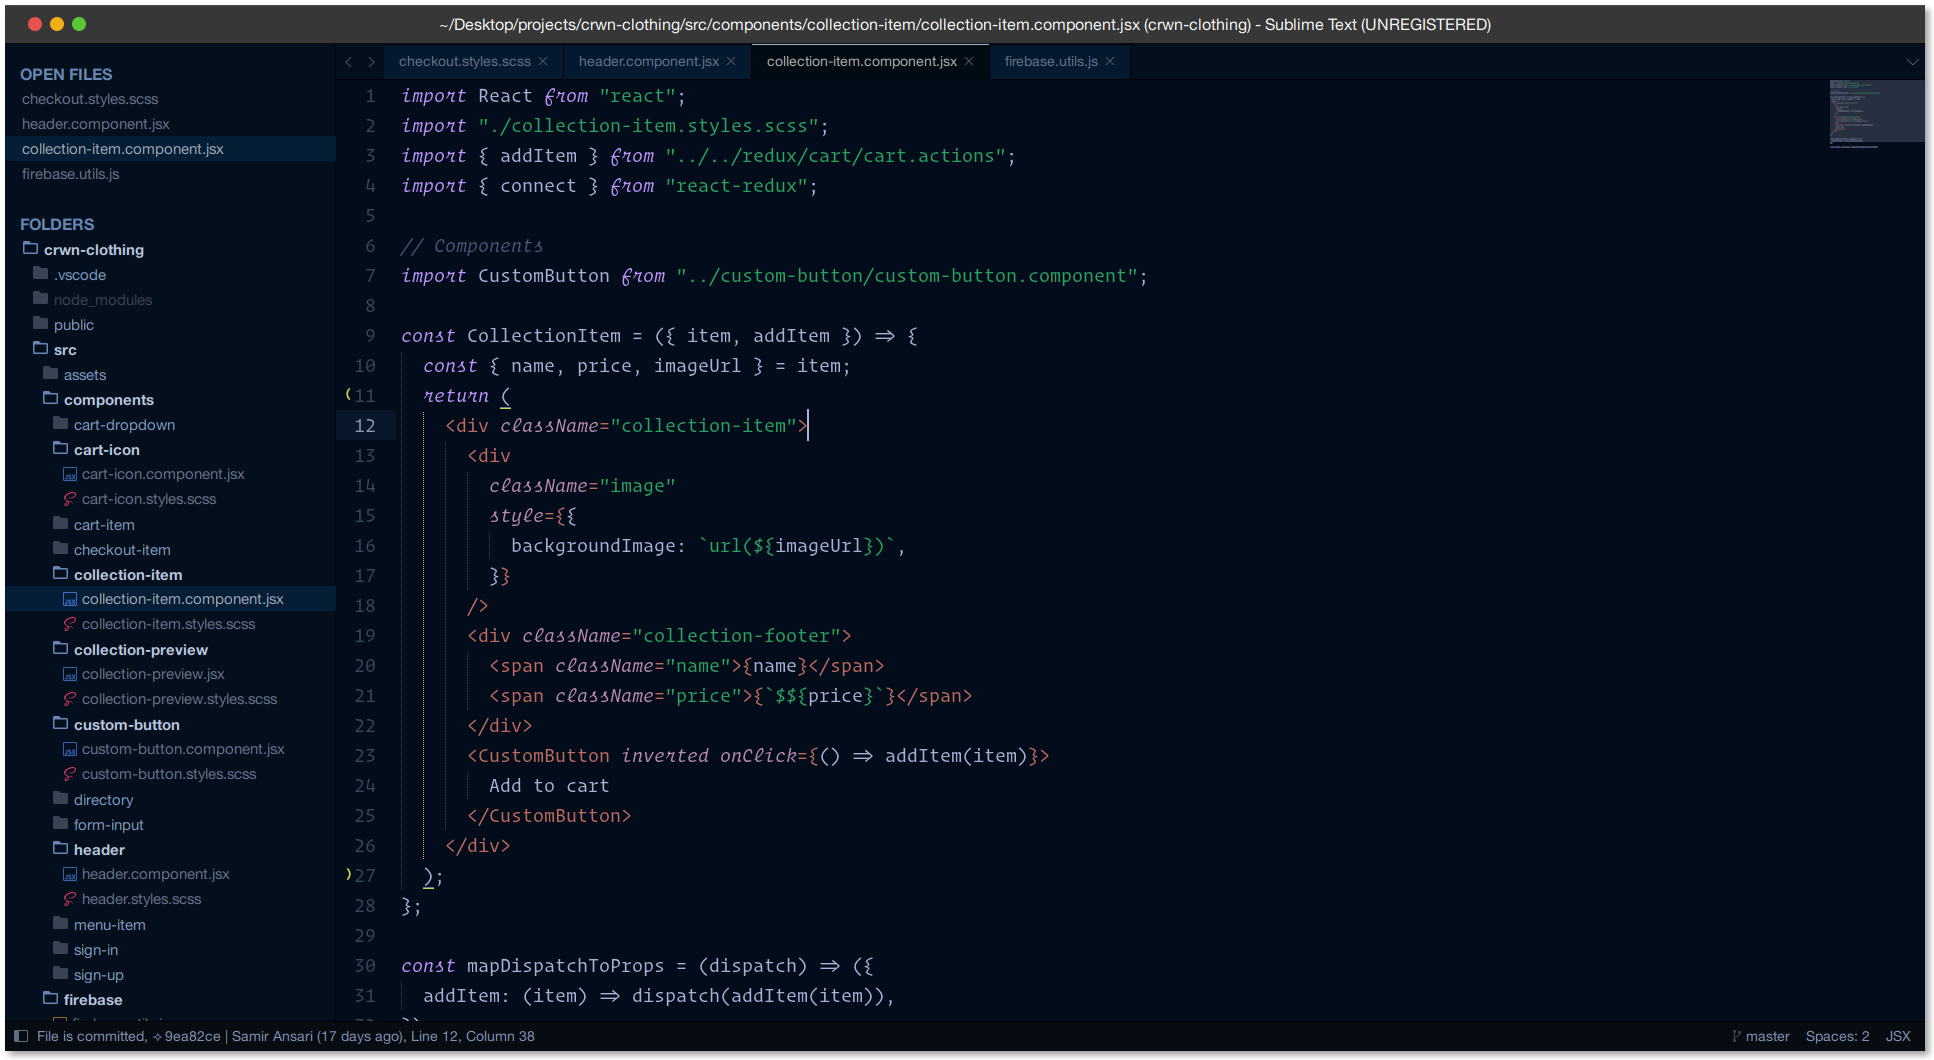 ~/Desktop/projects/crwn-clothing/src/components/collection-item/collection-item.component.jsx (crwn-clothing) - Sublime Text (UNREGISTERED)
OPEN FILES
checkout.styles.scss
header.component.jsx
collection-item.component.jsx
firebase.utils.js
FOLDERS
crwn-clothing
.vscode
node_modules
public
src
assets
components
cart-dropdown
cart-icon
cart-icon.component.jsx
cart-icon.styles.scss
cart-item
checkout-item
collection-item
collection-item.component.jsx
collection-item.styles.scss
collection-preview
collection-preview.jsx
collection-preview.styles.scss
custom-button
custom-button.component.jsx
custom-button.styles.scss
directory
form-input
header
header.component.jsx
header.styles.scss
menu-item
sign-in
sign-up
firebase
checkout.styles.scss × header.component.jsx × collection-item.component.jsx × firebase.utils.js ×
1 import React from "react";
2 import "./collection-item.styles.scss";
3 import { addItem } from "../../redux/cart/cart.actions";
4 import { connect } from "react-redux";
5
6 // Components
7 import CustomButton from "../custom-button/custom-button.component";
8
9 const CollectionItem = ({ item, addItem }) => {
10 const { name, price, imageUrl } = item;
11 return (
12 <div className="collection-item">
13 <div
14 className="image"
15 style={{
16 backgroundImage: `url(${imageUrl})`,
17 }}
18 />
19 <div className="collection-footer">
20 <span className="name">{name}</span>
21 <span className="price">{`$${price}`}</span>
22 </div>
23 <CustomButton inverted onClick={() => addItem(item)}>
24 Add to cart
25 </CustomButton>
26 </div>
27 );
28 };
29
30 const mapDispatchToProps = (dispatch) => ({
31 addItem: (item) => dispatch(addItem(item)),
File is committed, 9ea82ce | Samir Ansari (17 days ago), Line 12, Column 38
master Spaces: 2 JSX